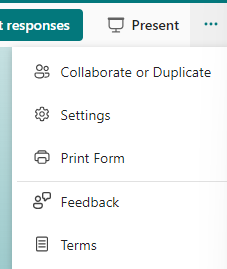 t responses
Present
Collaborate or Duplicate
Settings
Print Form
Feedback
Terms